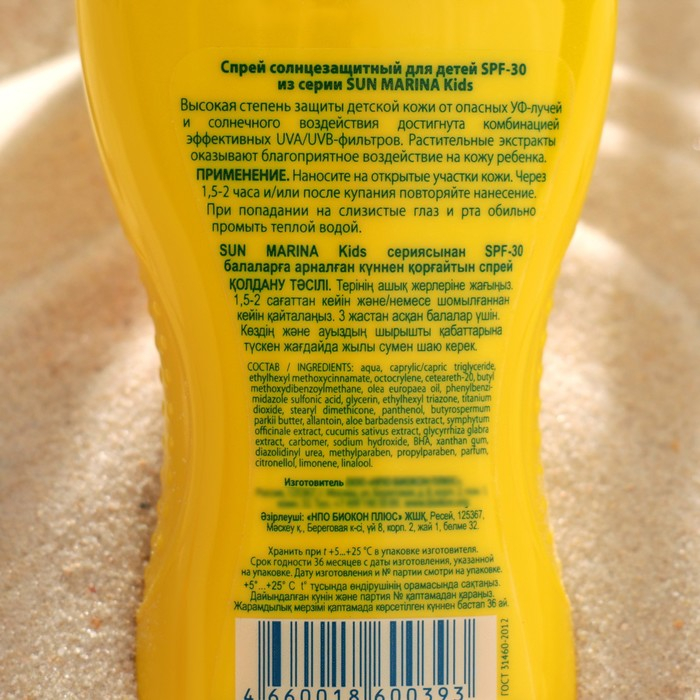 Спрей солнцезащитный для детей SPF-30
из серии SUN MARINA Kids
Высокая степень защиты детской кожи от опасных УФ-лучей
и солнечного воздействия достигнута комбинацией
эффективных UVA/UVB-фильтров. Растительные экстракты
оказывают благоприятное воздействие на кожу ребенка.
ПРИМЕНЕНИЕ. Наносите на открытые участки кожи. Через
1,5-2 часа и/или после купания повторяйте нанесение.
При попадании на слизистые глаз и рта обильно
промыть теплой водой.
SUN MARINA Kids сериясынан SPF-30
балаларға арналған күннен қорғайтын спрей
ҚОЛДАНУ ТӘСІЛІ. Терінің ашық жерлеріне жағыңыз.
1,5-2 сағаттан кейін және/немесе шомылғаннан
кейін қайталаңыз. 3 жастан асқан балалар үшін.
Көздің және ауыздың шырышты қабаттарына
түскен жағдайда жылы сумен шаю керек.
СОСТАВ / INGREDIENTS: aqua, caprylic/capric triglyceride,
ethylhexyl methoxycinnamate, octocrylene, ceteareth-20, butyl
methoxydibenzoylmethane, olea europaea oil, phenylben-
zimidazole sulfonic acid, glycerin, ethylhexyl triazone, titanium
dioxide, stearyl dimethicone, panthenol, butyrospermum
parkii butter, allantoin, aloe barbadensis extract, symphytum
officinale extract, cucumis sativus extract, glycyrrhiza glabra
extract, carbomer, sodium hydroxide, BHA, xanthan gum,
diazolidinyl urea, methylparaben, propylparaben, parfum,
citronellol, limonene, linalool.
Изготовитель
Әзірлеуші: «НПО БИОКОН ПЛЮС» ЖШҚ, Ресей, 125367,
Мәскеу қ., Береговая к-сі, үй 8, корп. 2, жай 1, бөлме 32.
Хранить при t +5...+25 °C в упаковке изготовителя.
Срок годности 36 месяцев с даты изготовления, указанной
на упаковке. Дату изготовления и № партии смотри на упаковке.
+5°...+25° C t° тұсында өндірушінің орамасында сақтаңыз.
Дайындалған күнін және партия № қаптамадан қараңыз.
Жарамдылық мерзімі қаптамада көрсетілген күннен бастап 36 ай.
4 660018 600393
ГОСТ 31460-2012